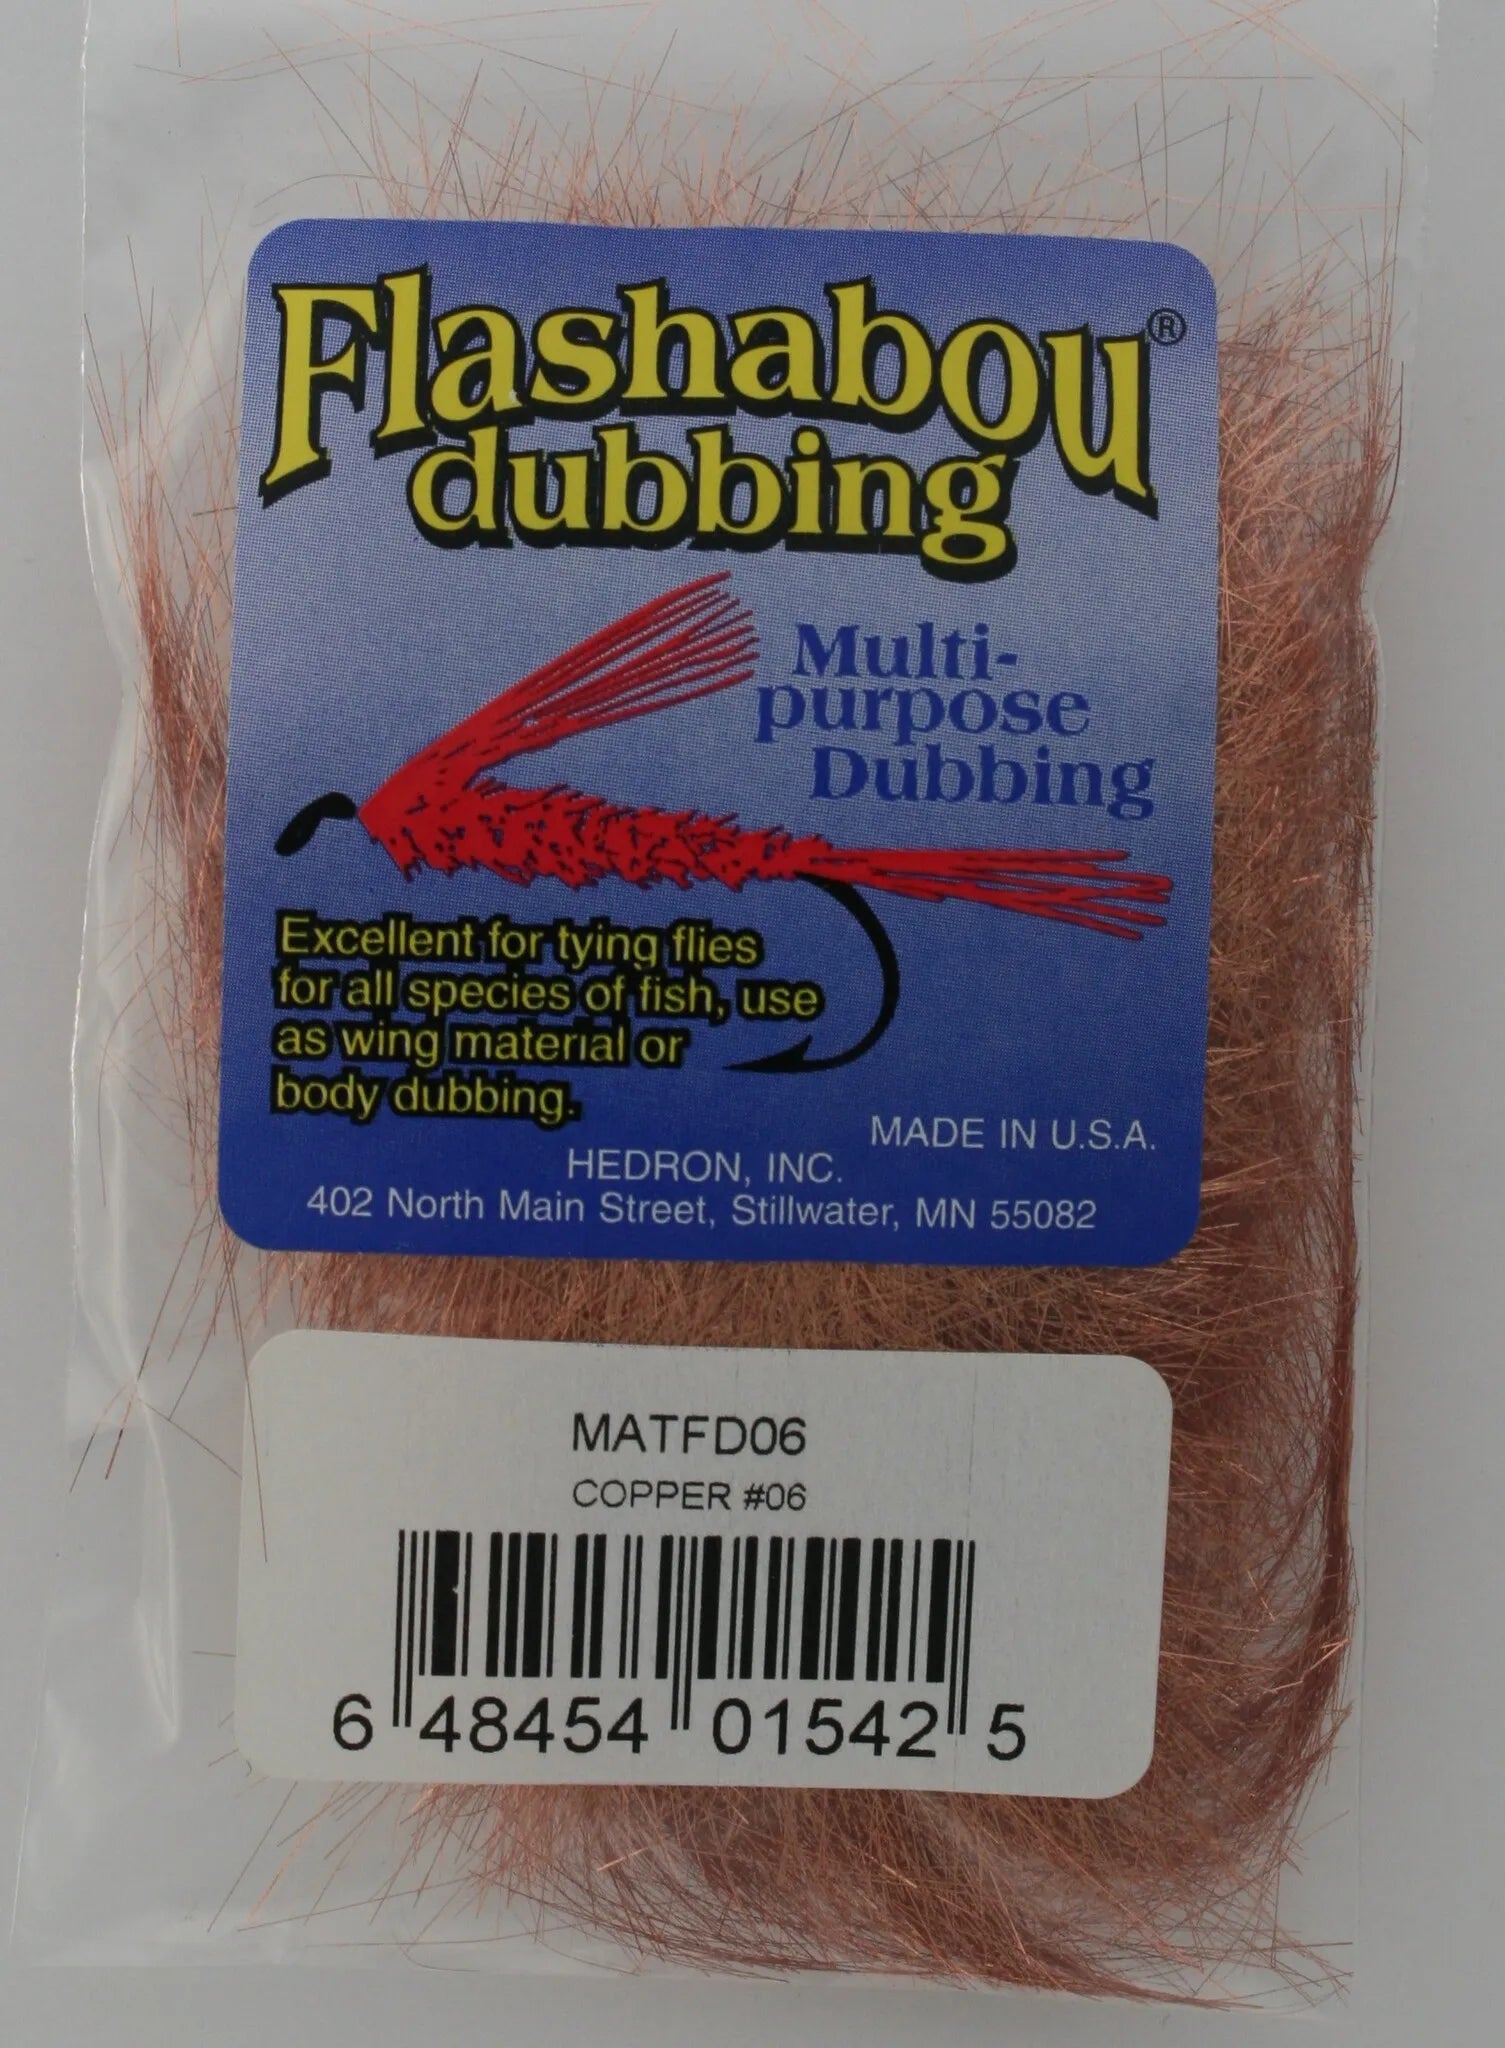 Flashabou®
dubbing
Multi-
purpose
Dubbing
Excellent for tying flies
for all species of fish, use
as wing material or
body dubbing.
MADE IN U.S.A.
HEDRON, INC.
402 North Main Street, Stillwater, MN 55082
MATFD06
COPPER #06
6 48454 01542 5